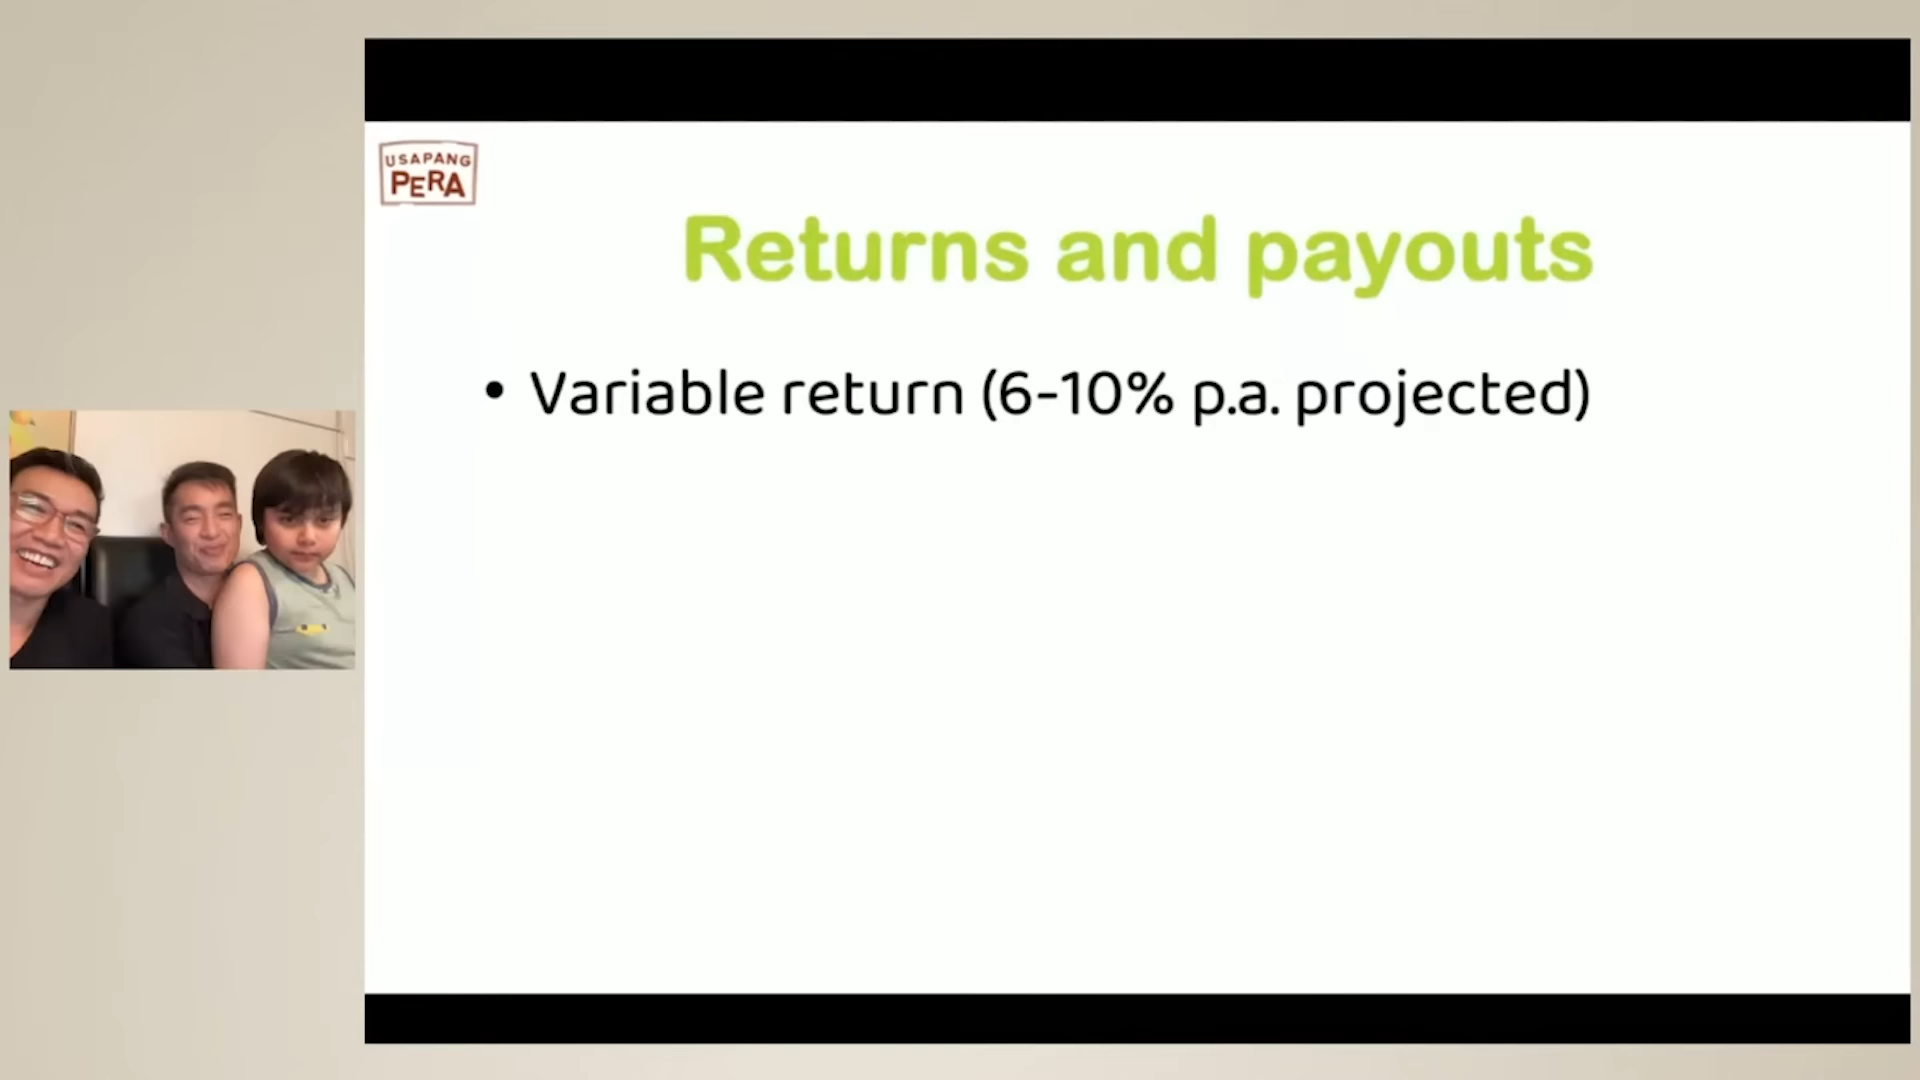 USAPANG
PERA
Returns and payouts
• Variable return (6-10% p.a. projected)